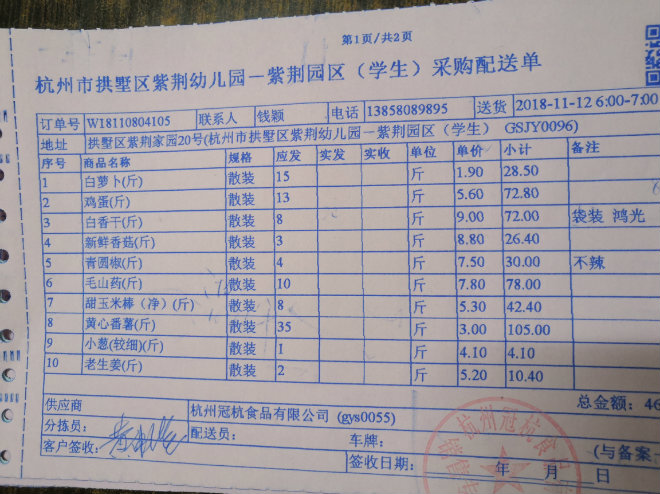 第1页/共2页
杭州市拱墅区紫荆幼儿园－紫荆园区（学生）采购配送单
订单号 W18110804105 联系人 钱颖 电话 13858089895 送货 2018-11-12 6:00-7:00
地址 拱墅区紫荆家园20号(杭州市拱墅区紫荆幼儿园－紫荆园区（学生） GSJY0096)
序号 商品名称 规格 应发 实发 实收 单位 单价 小计 备注
1 白萝卜(斤) 散装 15 斤 1.90 28.50
2 鸡蛋(斤) 散装 13 斤 5.60 72.80
3 白香干(斤) 散装 8 斤 9.00 72.00 袋装 鸿光
4 新鲜香菇(斤) 散装 3 斤 8.80 26.40
5 青圆椒(斤) 散装 4 斤 7.50 30.00 不辣
6 毛山药(斤) 散装 10 斤 7.80 78.00
7 甜玉米棒（净）(斤) 散装 8 斤 5.30 42.40
8 黄心番薯(斤) 散装 35 斤 3.00 105.00
9 小葱(较细)(斤) 散装 1 斤 4.10 4.10
10 老生姜(斤) 散装 2 斤 5.20 10.40
总金额: 46
供应商 杭州冠杭食品有限公司 (gys0055)
分拣员: 配送员: 车牌:
客户签收: 签收日期: 年 月 日 (与备案一
杭州冠杭食品